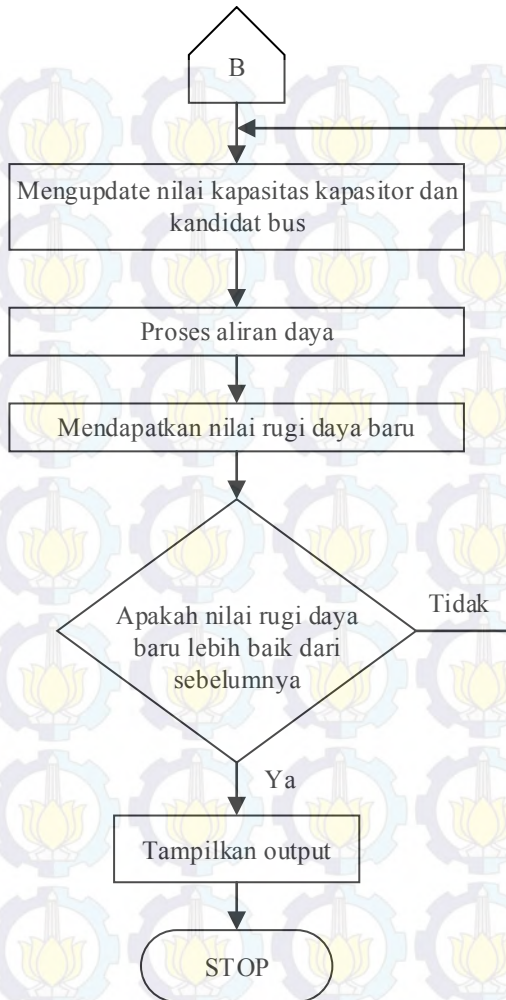 B
Mengupdate nilai kapasitas kapasitor dan
kandidat bus
Proses aliran daya
Mendapatkan nilai rugi daya baru
Apakah nilai rugi daya
baru lebih baik dari
sebelumnya
Tidak
Ya
Tampilkan output
STOP